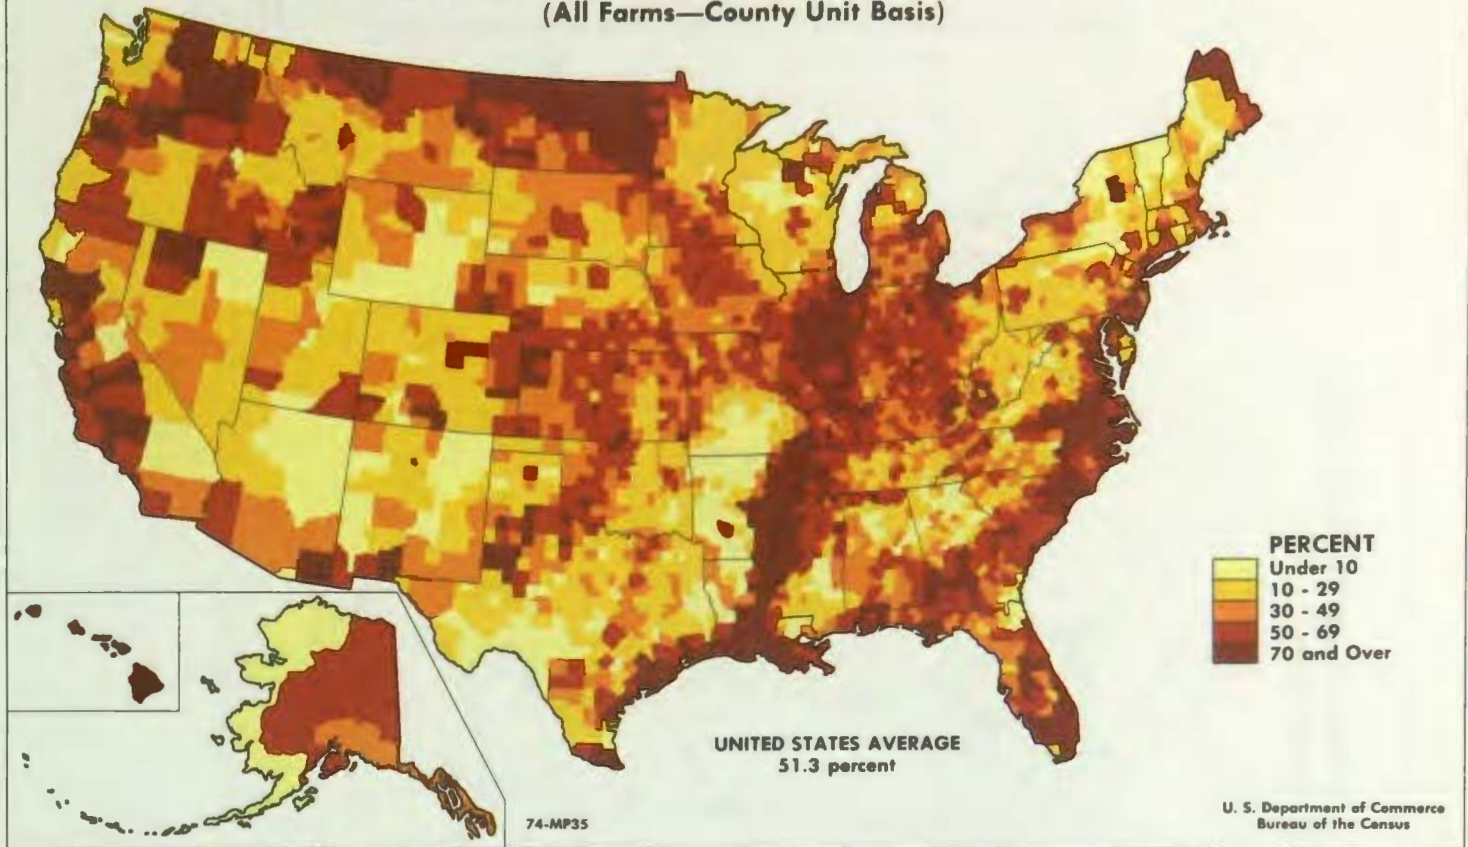 (All Farms—County Unit Basis)
PERCENT
Under 10
10 - 29
30 - 49
50 - 69
70 and Over
UNITED STATES AVERAGE
51.3 percent
74-MP35
U. S. Department of Commerce
Bureau of the Census